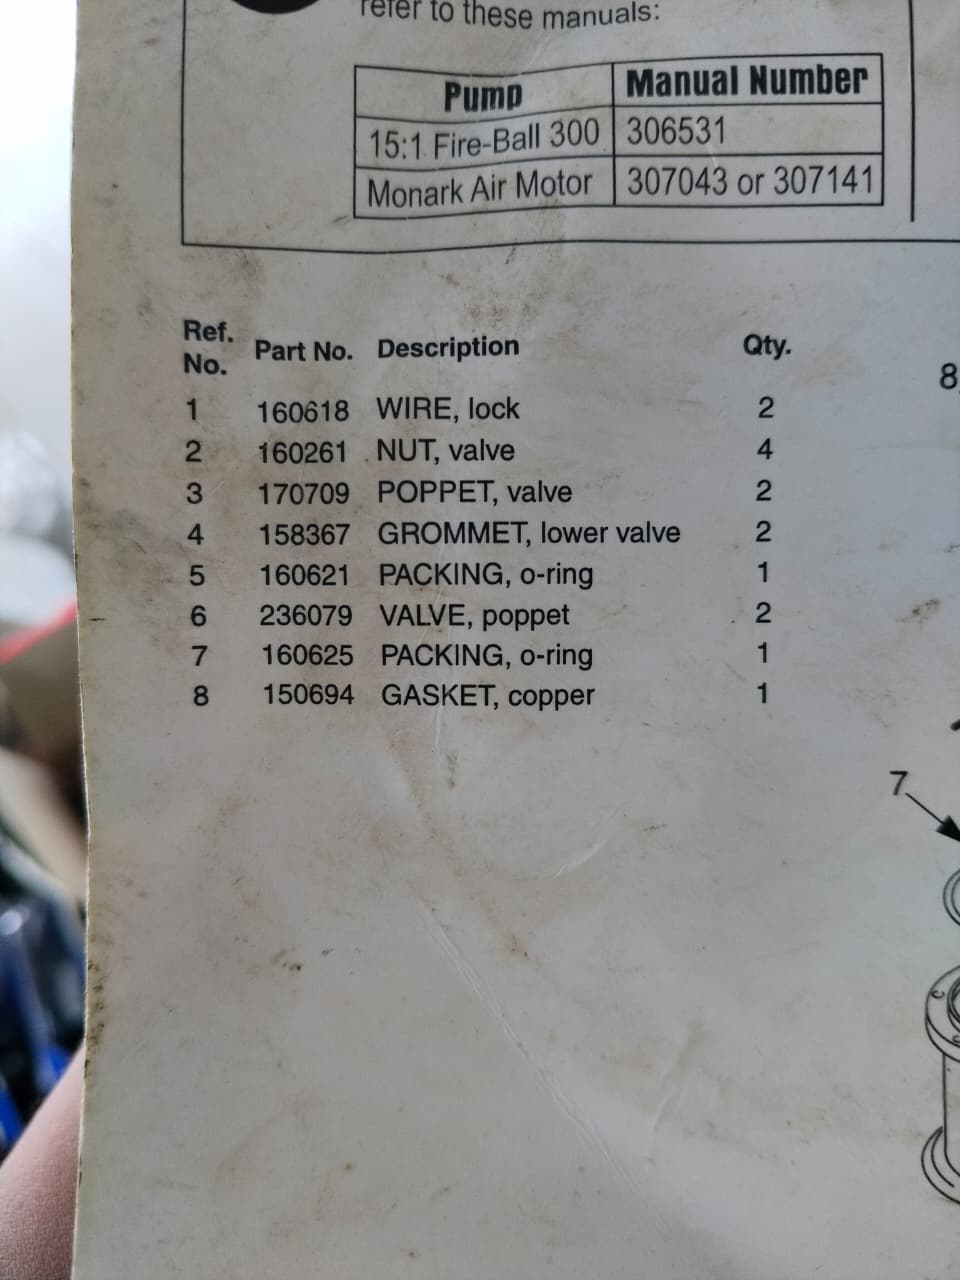 refer to these manuals:
Pump Manual Number
15:1 Fire-Ball 300 306531
Monark Air Motor 307043 or 307141
Ref. No. Part No. Description Qty.
1 160618 WIRE, lock 2
2 160261 NUT, valve 4
3 170709 POPPET, valve 2
4 158367 GROMMET, lower valve 2
5 160621 PACKING, o-ring 1
6 236079 VALVE, poppet 2
7 160625 PACKING, o-ring 1
8 150694 GASKET, copper 1
8
7